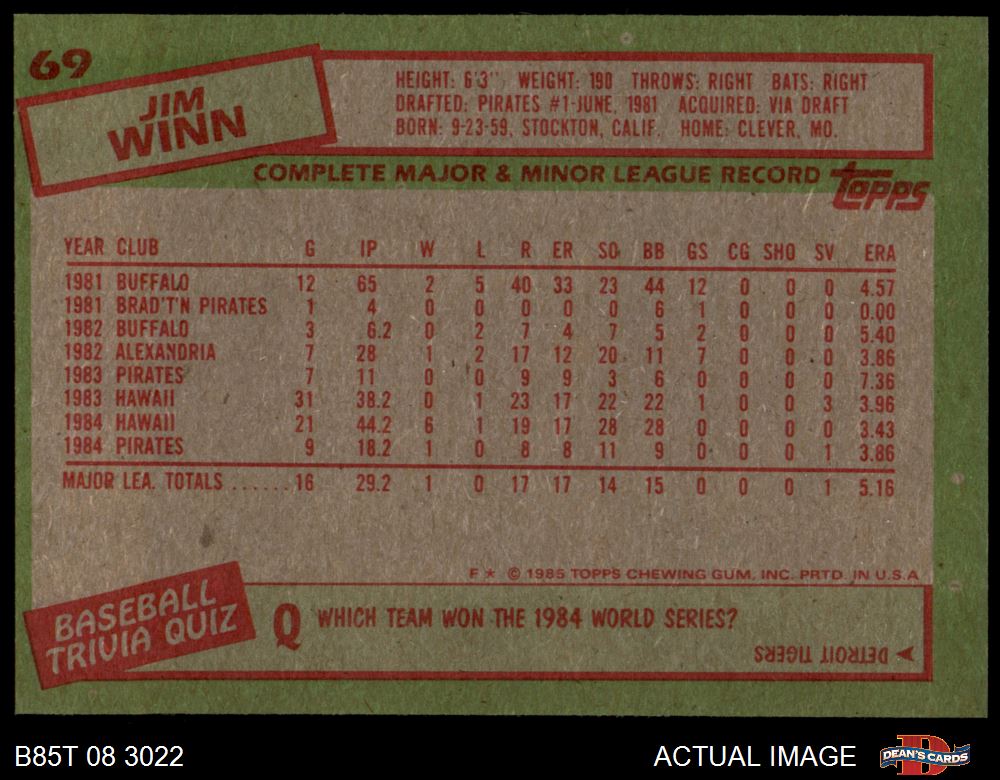 69
JIM
WINN
HEIGHT: 6'3" WEIGHT: 190 THROWS: RIGHT BATS: RIGHT
DRAFTED: PIRATES #1-JUNE, 1981 ACQUIRED: VIA DRAFT
BORN: 9-23-59, STOCKTON, CALIF. HOME: CLEVER, MO.
COMPLETE MAJOR & MINOR LEAGUE RECORD TOPPS
YEAR CLUB G IP W L R ER SO BB GS CG SHO SV ERA
1981 BUFFALO 12 65 2 5 40 33 23 44 12 0 0 0 4.57
1981 BRAD'T'N PIRATES 1 4 0 0 0 0 0 6 1 0 0 0 0.00
1982 BUFFALO 3 6.2 0 2 7 4 7 5 2 0 0 0 5.40
1982 ALEXANDRIA 7 28 1 2 17 12 20 11 7 0 0 0 3.86
1983 PIRATES 7 11 0 0 9 9 3 6 0 0 0 0 7.36
1983 HAWAII 31 38.2 0 1 23 17 22 22 1 0 0 3 3.96
1984 HAWAII 21 44.2 6 1 19 17 28 28 0 0 0 0 3.43
1984 PIRATES 9 18.2 1 0 8 8 11 9 0 0 0 1 3.86
MAJOR LEA. TOTALS ......16 29.2 1 0 17 17 14 15 0 0 0 1 5.16
F* © 1985 TOPPS CHEWING GUM, INC. PRTD. IN U.S.A
BASEBALL
TRIVIA QUIZ
Q WHICH TEAM WON THE 1984 WORLD SERIES?
DETROIT TIGERS
B85T 08 3022 ACTUAL IMAGE DEAN'S CARDS